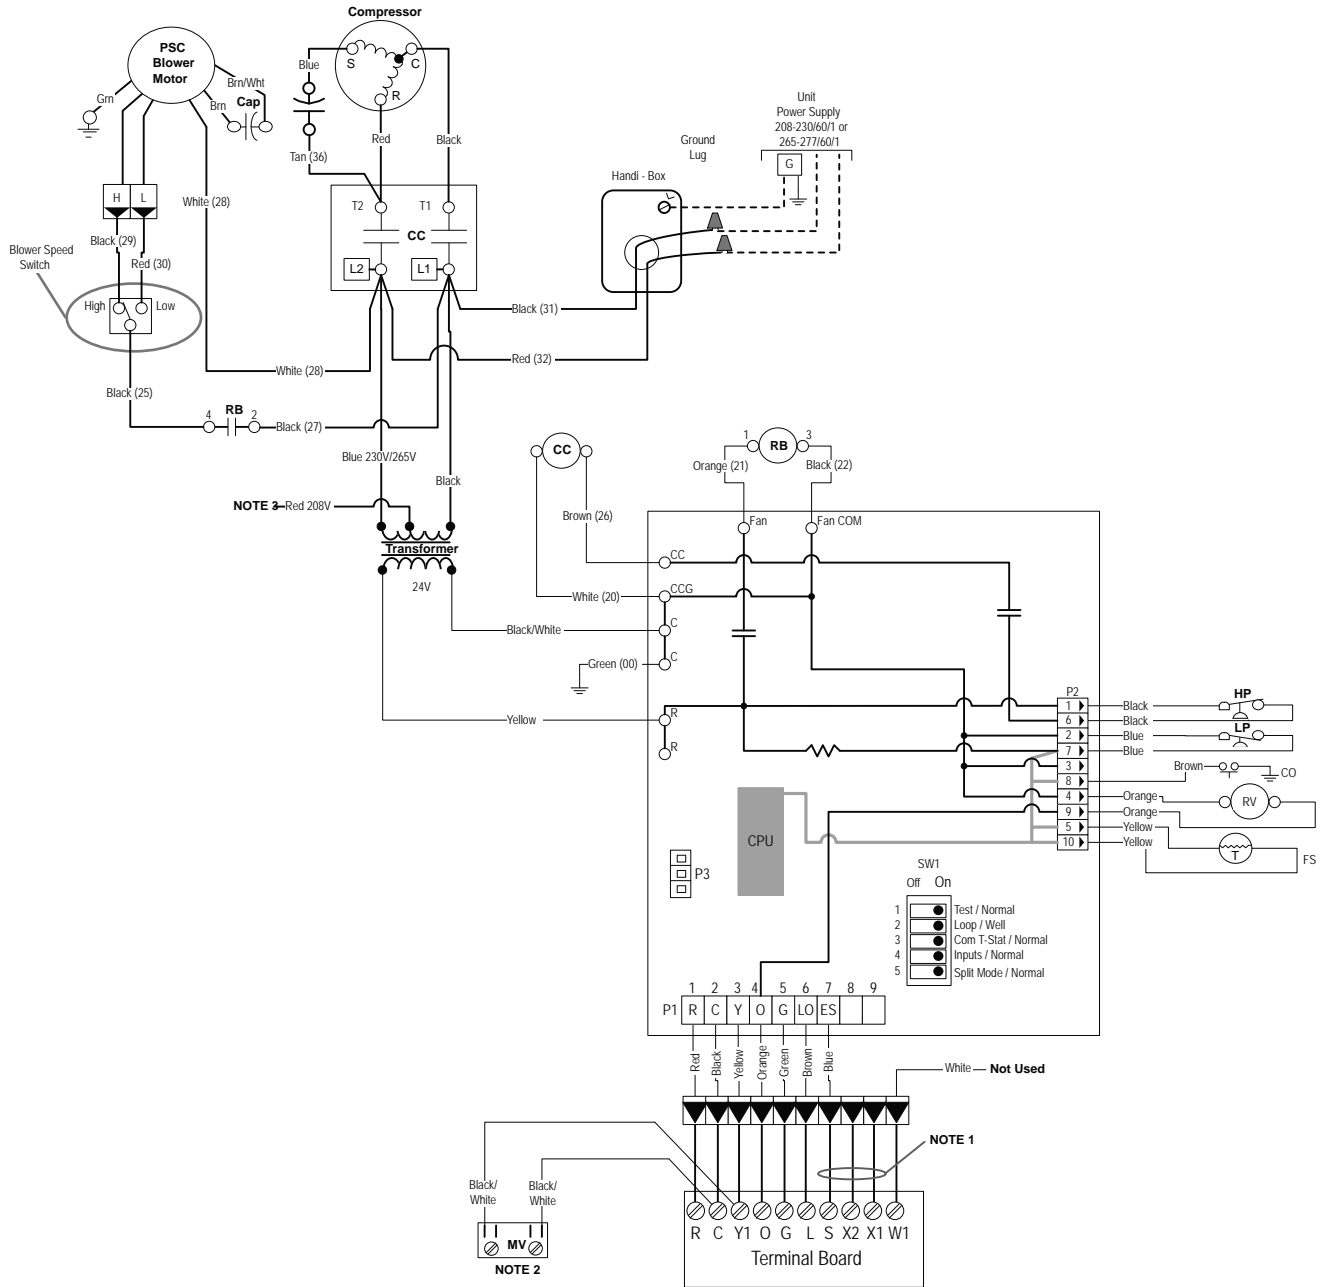 Compressor
PSC
Blower
Motor
Blue
S
C
R
Brn/Wht
Grn
Brn
Cap
Red
Black
Tan (36)
Unit
Power Supply
208-230/60/1 or
265-277/60/1
G
Ground
Lug
Handi - Box
H
L
White (28)
T2
T1
CC
L2
L1
Black (29)
Red (30)
Blower Speed
Switch
High
Low
Black (31)
Red (32)
White (28)
Black (25)
4
RB
2
Black (27)
Blue 230V/265V
Black
NOTE 3
Red 208V
Transformer
24V
CC
1
RB
3
Orange (21)
Black (22)
Brown (26)
Fan
Fan COM
CC
White (20)
CCG
Black/White
C
Green (00)
C
Yellow
R
R
P2
1
Black
HP
6
Black
2
Blue
LP
7
Blue
3
8
Brown
CO
4
Orange
RV
9
Orange
5
Yellow
10
Yellow
T
FS
CPU
P3
SW1
Off
On
1
Test / Normal
2
Loop / Well
3
Com T-Stat / Normal
4
Inputs / Normal
5
Split Mode / Normal
1 2 3 4 5 6 7 8 9
P1 R C Y O G LO ES
Red
Black
Yellow
Orange
Green
Brown
Blue
White
Not Used
NOTE 1
Black/
White
Black/
White
MV
NOTE 2
R C Y1 O G L S X2 X1 W1
Terminal Board